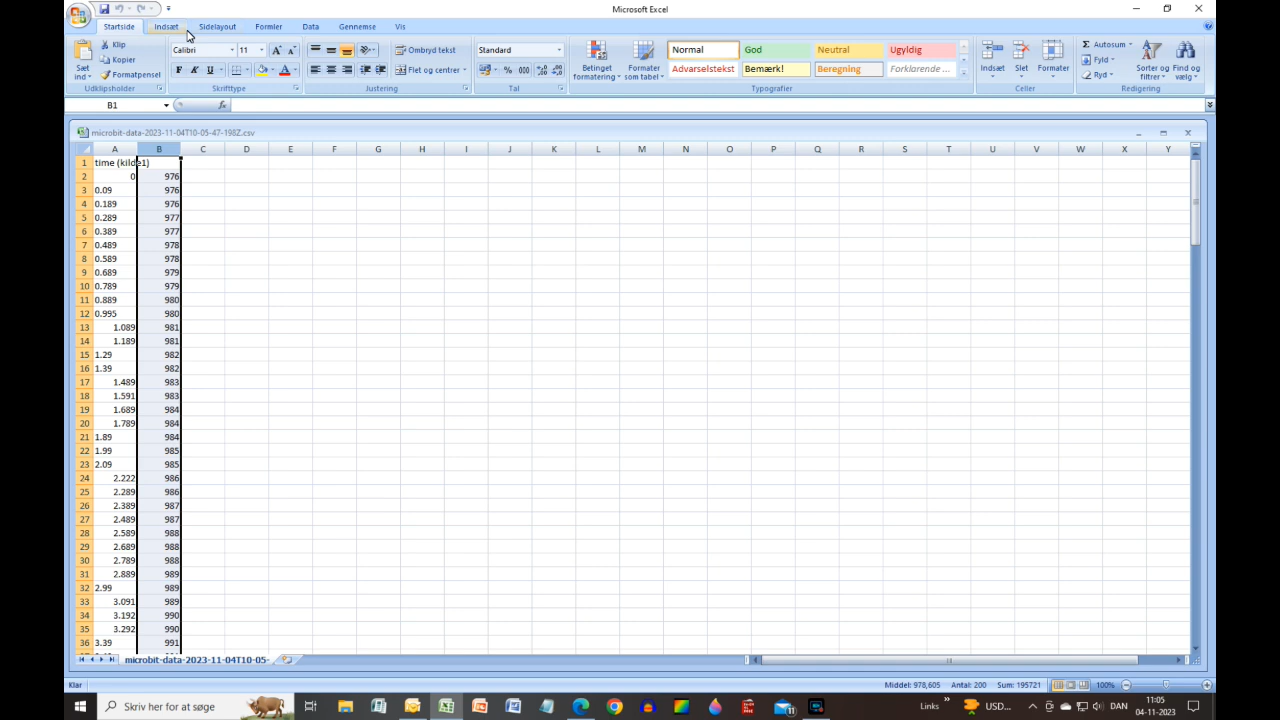 Microsoft Excel
Startside Indsæt Sidelayout Formler Data Gennemse Vis
Sæt ind
Klip
Kopier
Formatpensel
Udklipsholder
Calibri 11
F K U
Skrifttype
Ombryd tekst
Flet og centrer
Justering
Standard
% 000
Tal
Betinget formatering
Formater som tabel
Normal God Neutral Ugyldig
Advarselstekst Bemærk! Beregning Forklarende ...
Typografier
Indsæt Slet Formater
Celler
Autosum
Fyld
Ryd
Sorter og filtrer
Find og vælg
Redigering
B1
fx
microbit-data-2023-11-04T10-05-47-198Z.csv
A B C D E F G H I J K L M N O P Q R S T U V W X Y
1 time (kilde1)
2 0 976
3 0.09 976
4 0.189 976
5 0.289 977
6 0.389 977
7 0.489 978
8 0.589 978
9 0.689 979
10 0.789 979
11 0.889 980
12 0.995 980
13 1.089 981
14 1.189 981
15 1.29 982
16 1.39 982
17 1.489 983
18 1.591 983
19 1.689 984
20 1.789 984
21 1.89 984
22 1.99 985
23 2.09 985
24 2.222 986
25 2.289 986
26 2.389 987
27 2.489 987
28 2.589 988
29 2.689 988
30 2.789 988
31 2.889 989
32 2.99 989
33 3.091 989
34 3.192 990
35 3.292 990
36 3.39 991
microbit-data-2023-11-04T10-05-
Klar
Middel: 978,605 Antal: 200 Sum: 195721 100%
Skriv her for at søge
Links
USD...
DAN
11:05
04-11-2023